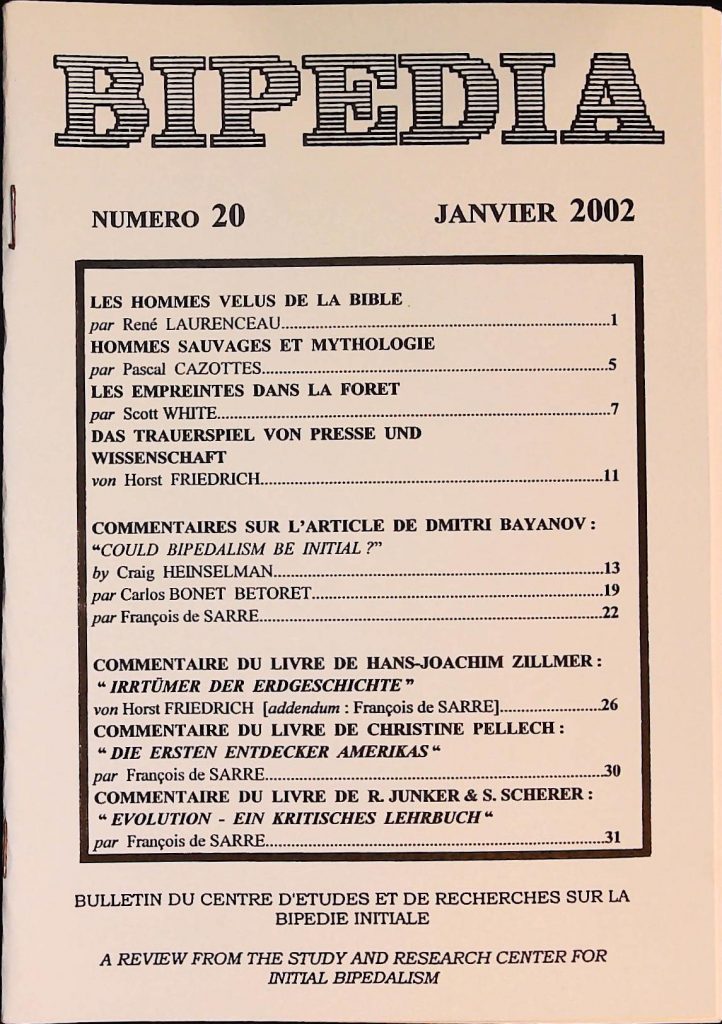 BIPEDIA
NUMERO 20
JANVIER 2002
LES HOMMES VELUS DE LA BIBLE
par René LAURENCEAU..........1
HOMMES SAUVAGES ET MYTHOLOGIE
par Pascal CAZOTTES..........5
LES EMPREINTES DANS LA FORET
par Scott WHITE..........7
DAS TRAUERSPIEL VON PRESSE UND
WISSENSCHAFT
von Horst FRIEDRICH..........11
COMMENTAIRES SUR L'ARTICLE DE DMITRI BAYANOV :
"COULD BIPEDALISM BE INITIAL ?"
by Craig HEINSELMAN..........13
par Carlos BONET BETORET..........19
par François de SARRE..........22
COMMENTAIRE DU LIVRE DE HANS-JOACHIM ZILLMER :
" IRRTÜMER DER ERDGESCHICHTE "
von Horst FRIEDRICH [addendum : François de SARRE]..........26
COMMENTAIRE DU LIVRE DE CHRISTINE PELLECH :
" DIE ERSTEN ENTDECKER AMERIKAS "
par François de SARRE..........30
COMMENTAIRE DU LIVRE DE R. JUNKER & S. SCHERER :
" EVOLUTION - EIN KRITISCHES LEHRBUCH "
par François de SARRE..........31
BULLETIN DU CENTRE D'ETUDES ET DE RECHERCHES SUR LA
BIPEDIE INITIALE
A REVIEW FROM THE STUDY AND RESEARCH CENTER FOR
INITIAL BIPEDALISM